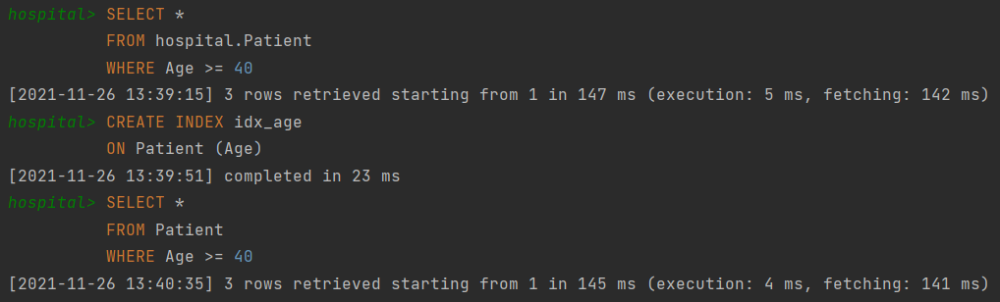 hospital> SELECT *
FROM hospital.Patient
WHERE Age >= 40
[2021-11-26 13:39:15] 3 rows retrieved starting from 1 in 147 ms (execution: 5 ms, fetching: 142 ms)
hospital> CREATE INDEX idx_age
ON Patient (Age)
[2021-11-26 13:39:51] completed in 23 ms
hospital> SELECT *
FROM Patient
WHERE Age >= 40
[2021-11-26 13:40:35] 3 rows retrieved starting from 1 in 145 ms (execution: 4 ms, fetching: 141 ms)